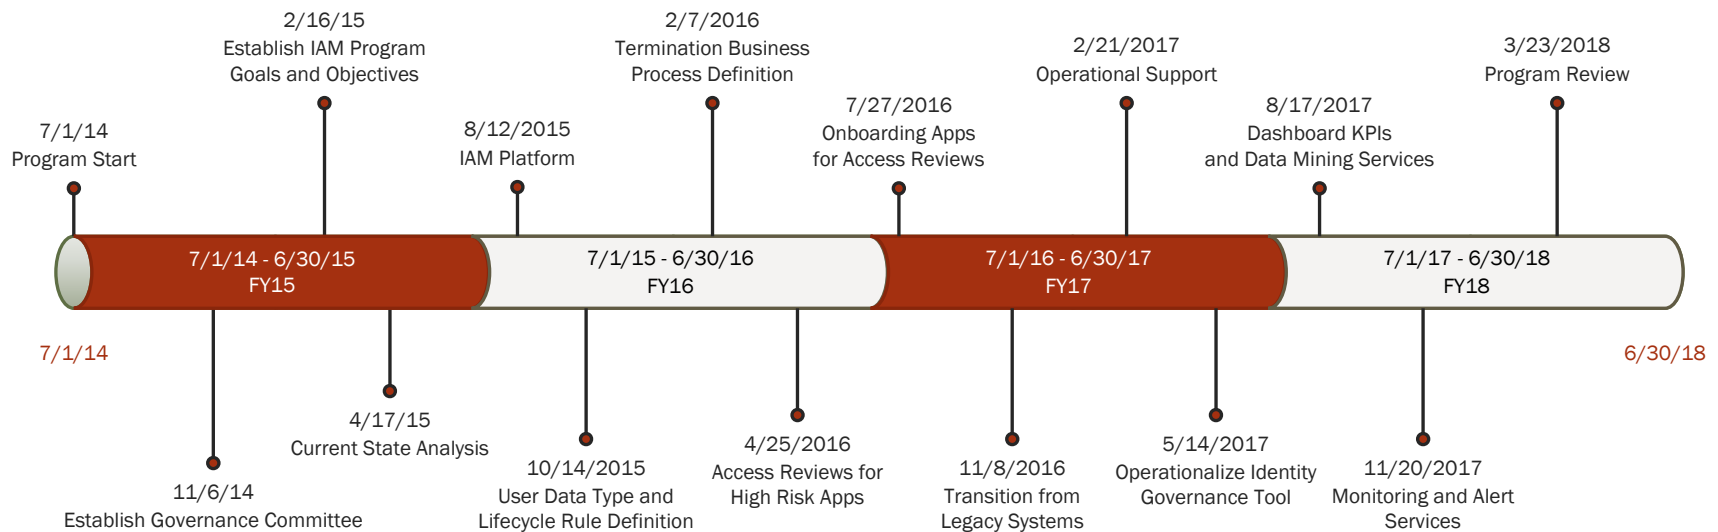 2/16/15
Establish IAM Program
Goals and Objectives
2/7/2016
Termination Business
Process Definition
2/21/2017
Operational Support
3/23/2018
Program Review
7/1/14
Program Start
8/12/2015
IAM Platform
7/27/2016
Onboarding Apps
for Access Reviews
8/17/2017
Dashboard KPIs
and Data Mining Services
7/1/14 - 6/30/15
FY15
7/1/15 - 6/30/16
FY16
7/1/16 - 6/30/17
FY17
7/1/17 - 6/30/18
FY18
7/1/14
6/30/18
4/17/15
Current State Analysis
11/6/14
Establish Governance Committee
10/14/2015
User Data Type and
Lifecycle Rule Definition
4/25/2016
Access Reviews for
High Risk Apps
11/8/2016
Transition from
Legacy Systems
5/14/2017
Operationalize Identity
Governance Tool
11/20/2017
Monitoring and Alert
Services